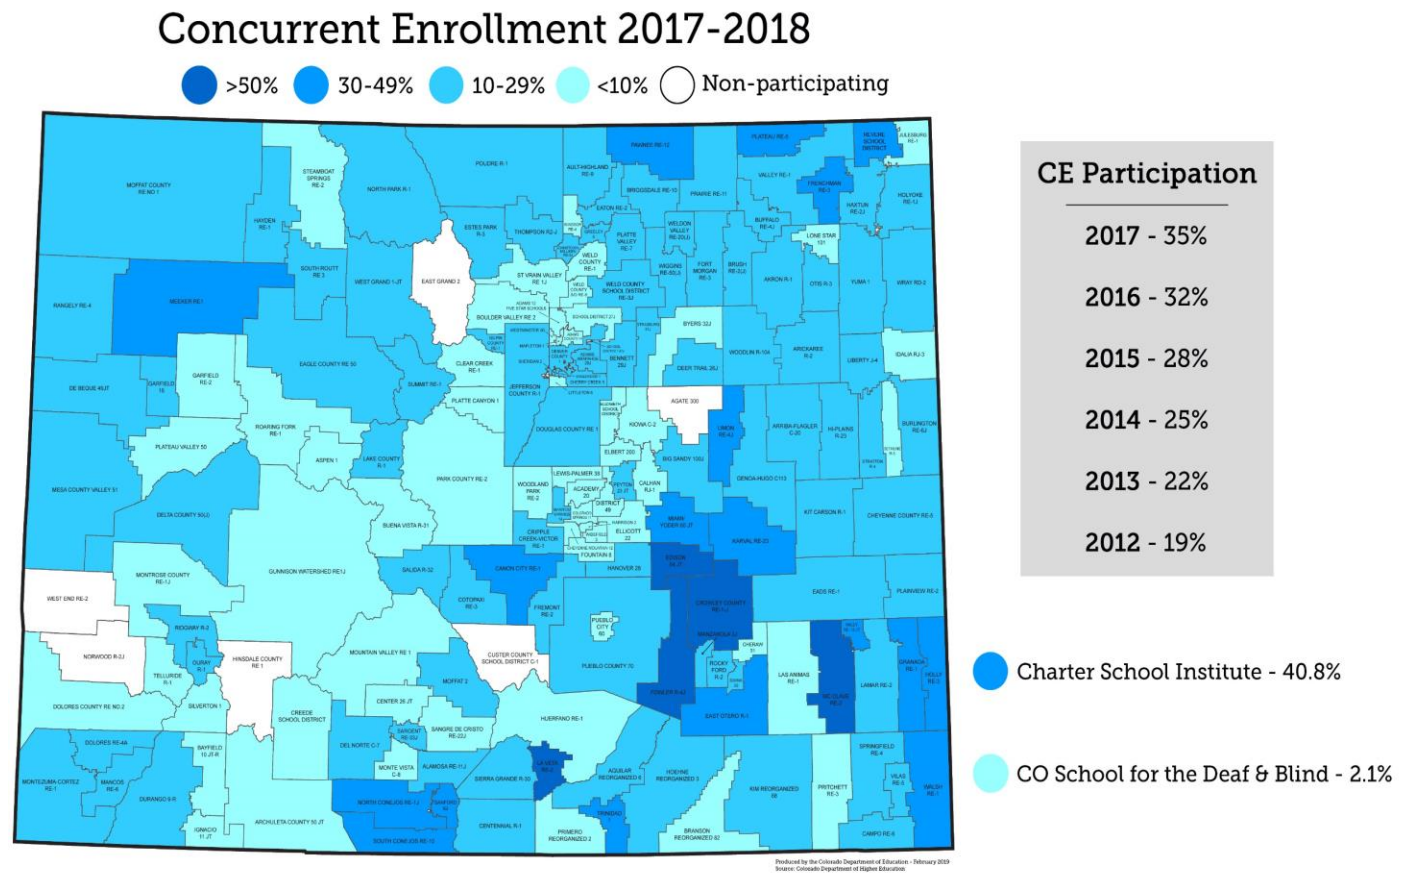 Concurrent Enrollment 2017-2018
>50%
30-49%
10-29%
<10%
Non-participating
MOFFAT COUNTY
RE:NO 1
STEAMBOAT
SPRINGS
RE-2
HAYDEN
RE-1
NORTH PARK R-1
POUDRE R-1
AULT-HIGHLAND
RE-9
PAWNEE RE-12
BRIGGSDALE RE-10
PRAIRIE RE-11
PLATEAU RE-5
VALLEY RE-1
FRENCHMAN
RE-3
REVERE
SCHOOL
DISTRICT
JULESBURG
RE-1
HAXTUN
RE-2J
HOLYOKE
RE-1J
ESTES PARK
R-3
THOMPSON R2-J
EATON RE-2
PLATTE
VALLEY
RE-7
WELDON
VALLEY
RE-20(J)
BUFFALO
RE-4J
LONE STAR
101
RANGELY RE-4
MEEKER RE1
SOUTH ROUTT
RE 3
WEST GRAND 1-JT
EAST GRAND 2
ST VRAIN VALLEY
RE 1J
WELD
COUNTY
RE-1
WELD COUNTY
SCHOOL DISTRICT
RE-3J
WIGGINS
RE-50(J)
FORT
MORGAN
RE-3
BRUSH
RE-2(J)
AKRON R-1
OTIS R-3
YUMA 1
WRAY RD-2
BOULDER VALLEY RE 2
SCHOOL DISTRICT 27J
BYERS 32J
BENNETT
29J
DEER TRAIL 26J
WOODLIN R-104
ARICKAREE
R-2
LIBERTY J-4
IDALIA RJ-3
DE BEQUE 49JT
GARFIELD
16
GARFIELD
RE-2
EAGLE COUNTY RE 50
SUMMIT RE-1
CLEAR CREEK
RE-1
PLATTE CANYON 1
JEFFERSON
COUNTY R-1
LITTLETON 6
DOUGLAS COUNTY RE 1
KIOWA C-2
ELBERT 200
AGATE 300
UNION
RE-4J
ARRIBA-FLAGLER
C-20
HI-PLAINS
R-23
STRATTON
R-4
BURLINGTON
RE-6J
PLATEAU VALLEY 50
ROARING FORK
RE-1
ASPEN 1
LAKE COUNTY
R-1
PARK COUNTY RE-2
BIG SANDY 100J
GENOA-HUGO C113
MESA COUNTY VALLEY 51
DELTA COUNTY 50(J)
BUENA VISTA R-31
WOODLAND
PARK
RE-2
LEWIS-PALMER 38
ACADEMY
20
PEYTON
23 JT
CALHAN
RJ-1
DISTRICT
49
ELLICOTT
22
FOUNTAIN 8
HANOVER 28
CRIPPLE
CREEK-VICTOR
RE-1
MIAMI
YODER 60 JT
KARVAL RE-23
KIT CARSON R-1
CHEYENNE COUNTY RE-5
MONTROSE COUNTY
RE-1J
GUNNISON WATERSHED RE1J
SALIDA R-32
CANON CITY RE-1
COTOPAXI
RE-3
FREMONT
RE-2
EDISON
54 JT
CROWLEY COUNTY
RE-1-J
EADS RE-1
PLAINVIEW RE-2
WEST END RE-2
NORWOOD R-2J
RIDGWAY R-2
OURAY
R-1
TELLURIDE
R-1
HINSDALE COUNTY
RE 1
MOUNTAIN VALLEY RE 1
CUSTER COUNTY
SCHOOL DISTRICT C-1
PUEBLO
CITY
60
PUEBLO COUNTY 70
MANZANOLA 3J
CHERAW
31
ROCKY
FORD
R-2
FOWLER R-4J
EAST OTERO R-1
LAS ANIMAS
RE-1
MC CLAVE
RE-2
LAMAR RE-2
GRANADA
RE-1
HOLLY
RE-3
DOLORES COUNTY RE NO.2
SILVERTON 1
CREEDE
SCHOOL DISTRICT
CENTER 26 JT
MOFFAT 2
SANGRE DE CRISTO
RE-22J
HUERFANO RE-1
DEL NORTE C-7
SARGENT
RE-33J
MONTE VISTA
C-8
ALAMOSA RE-11J
SIERRA GRANDE R-30
LA VETA
RE-2
AGUILAR
REORGANIZED 6
HOEHNE
REORGANIZED 3
KIM REORGANIZED
88
PRITCHETT
RE-3
SPRINGFIELD
RE-4
VILAS
RE-5
WALSH
RE-1
CAMPO RE-6
MONTEZUMA CORTEZ
RE-1
DOLORES RE-4A
MANCOS
RE-6
DURANGO 9-R
BAYFIELD
10 JT-R
IGNACIO
11 JT
ARCHULETA COUNTY 50 JT
NORTH CONEJOS RE-1J
SANFORD
6J
SOUTH CONEJOS RE-10
CENTENNIAL R-1
PRIMERO
REORGANIZED 2
TRINIDAD
1
BRANSON
REORGANIZED 82
CE Participation
2017 - 35%
2016 - 32%
2015 - 28%
2014 - 25%
2013 - 22%
2012 - 19%
Charter School Institute - 40.8%
CO School for the Deaf & Blind - 2.1%
Produced by the Colorado Department of Education - February 2019
Source: Colorado Department of Higher Education